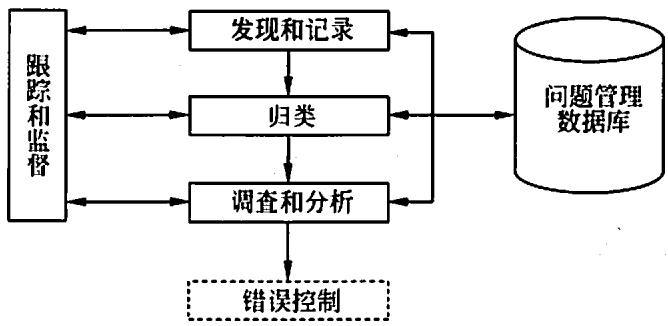 发现和记录
跟踪和监督
归类
问题管理
数据库
调查和分析
错误控制